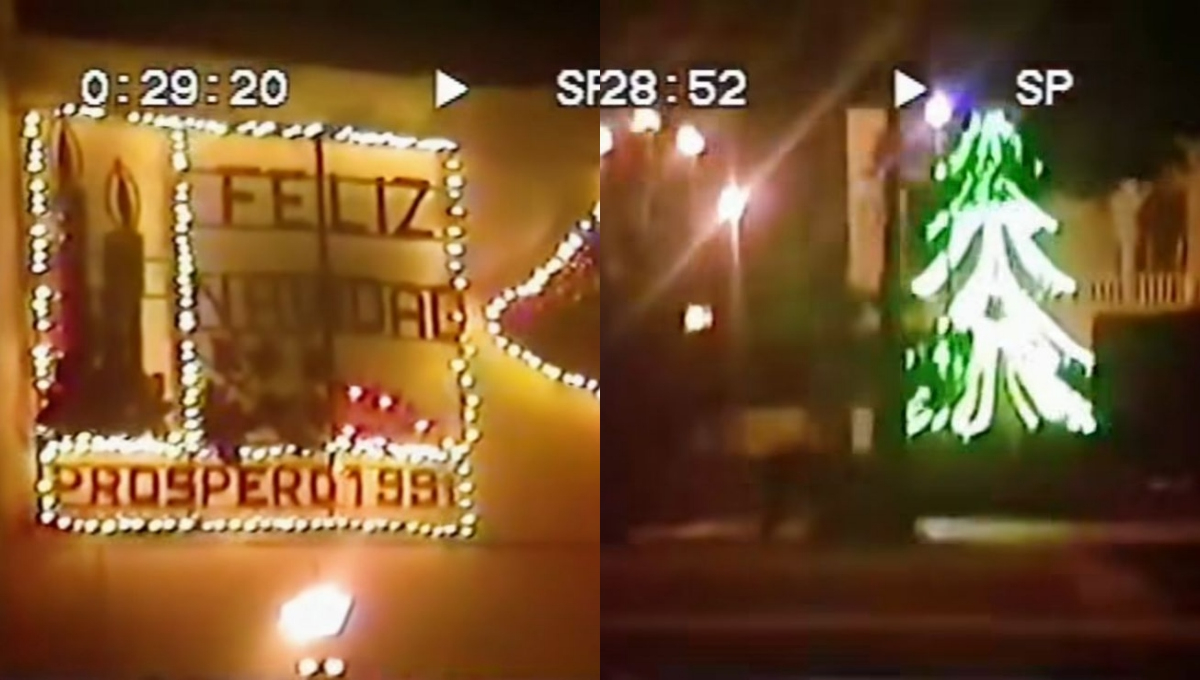 0:29:20 SP
28:52 SP
FELIZ
NAVIDAD
PROSPERO 199